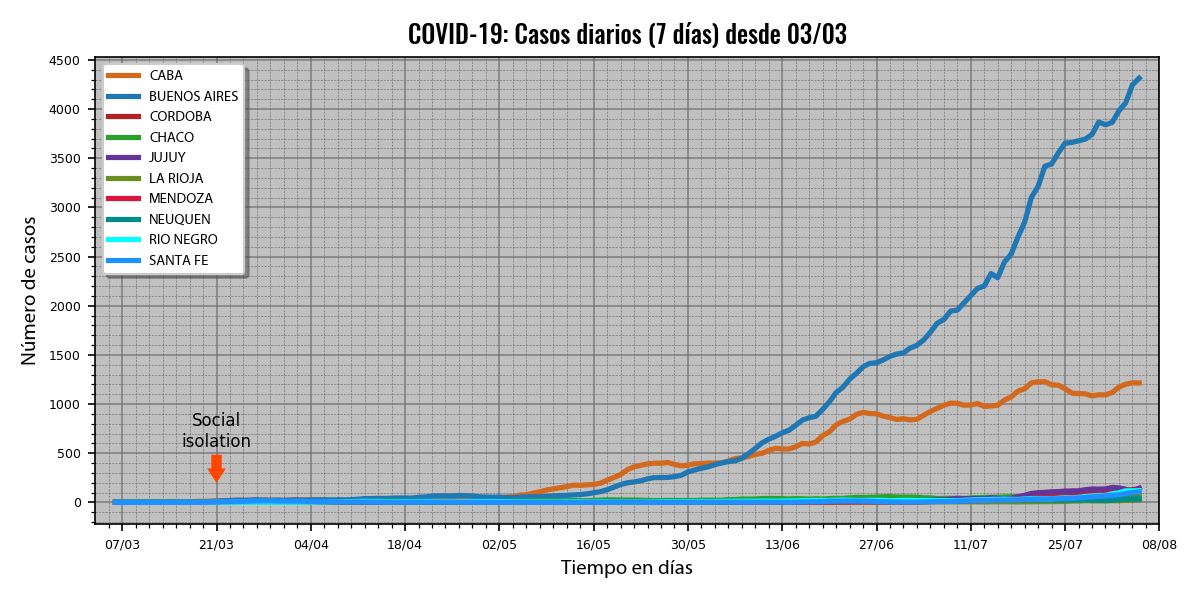 COVID-19: Casos diarios (7 días) desde 03/03
4500
4000
3500
3000
2500
2000
1500
1000
500
0
Número de casos
CABA
BUENOS AIRES
CORDOBA
CHACO
JUJUY
LA RIOJA
MENDOZA
NEUQUEN
RIO NEGRO
SANTA FE
Social
isolation
07/03 21/03 04/04 18/04 02/05 16/05 30/05 13/06 27/06 11/07 25/07 08/08
Tiempo en días